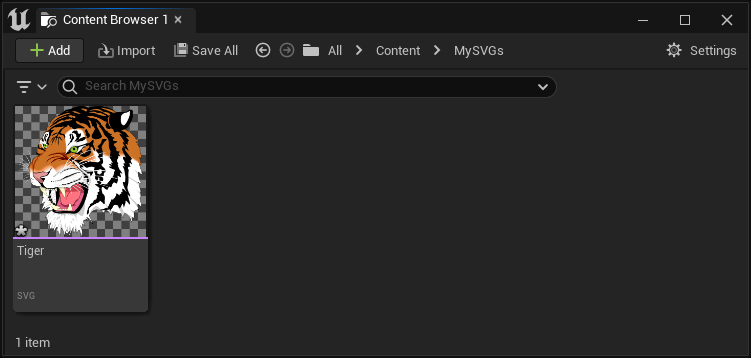 Content Browser 1
Add Import Save All All Content MySVGs Settings
Search MySVGs
Tiger
SVG
1 item